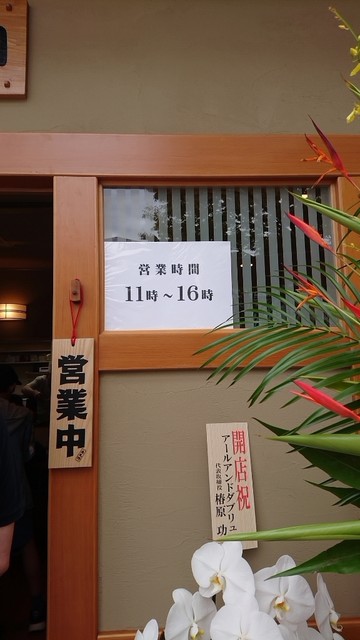 営業時間
11時~16時
営業中
開店祝
アールアンドダブリュ
代表取締役 椿原 功